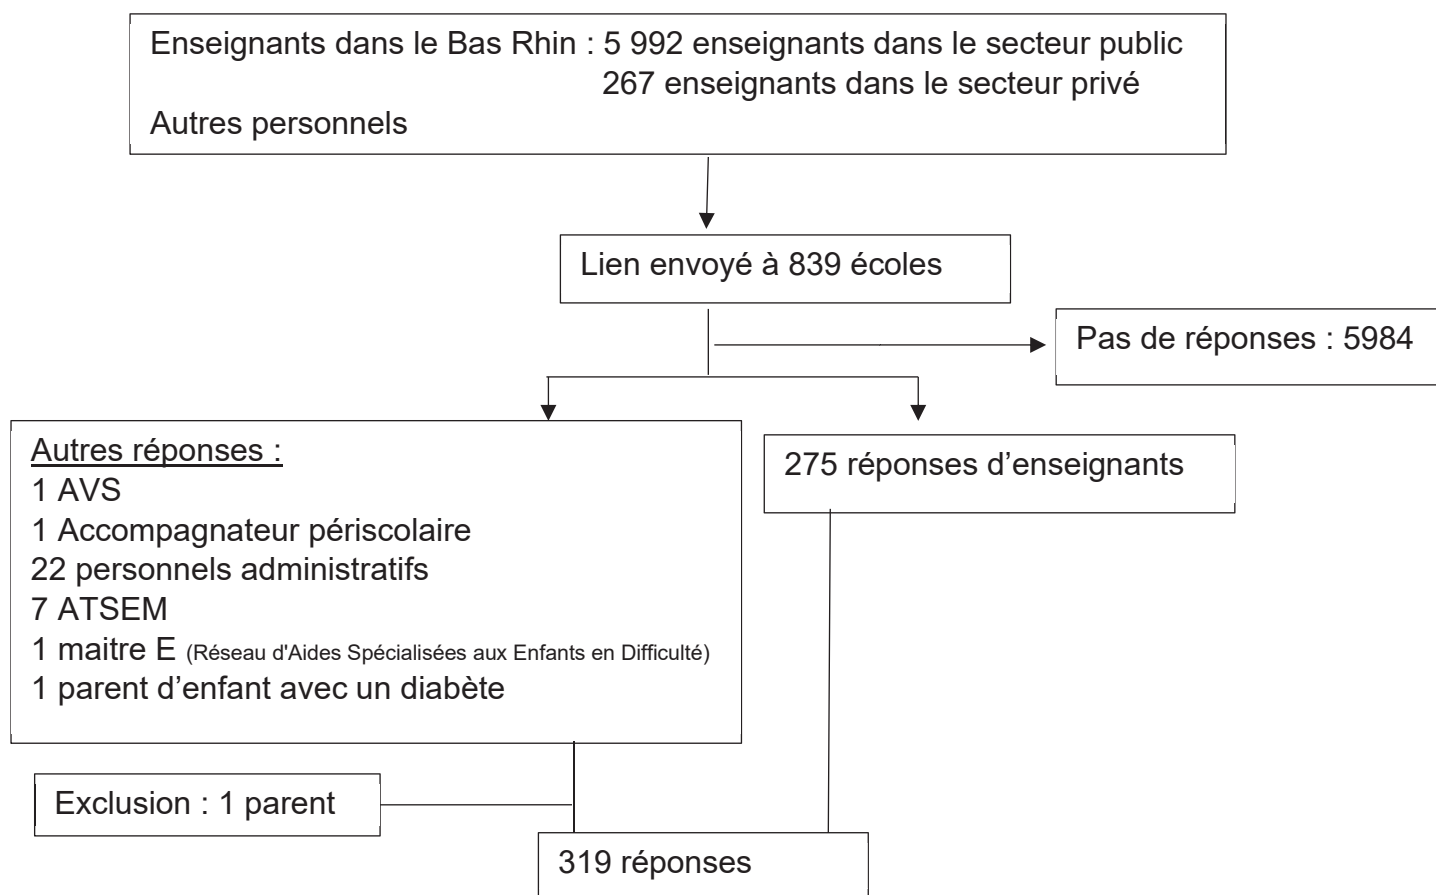 Enseignants dans le Bas Rhin : 5 992 enseignants dans le secteur public
267 enseignants dans le secteur privé
Autres personnels
Lien envoyé à 839 écoles
Pas de réponses : 5984
Autres réponses :
1 AVS
1 Accompagnateur périscolaire
22 personnels administratifs
7 ATSEM
1 maitre E (Réseau d'Aides Spécialisées aux Enfants en Difficulté)
1 parent d’enfant avec un diabète
275 réponses d’enseignants
Exclusion : 1 parent
319 réponses